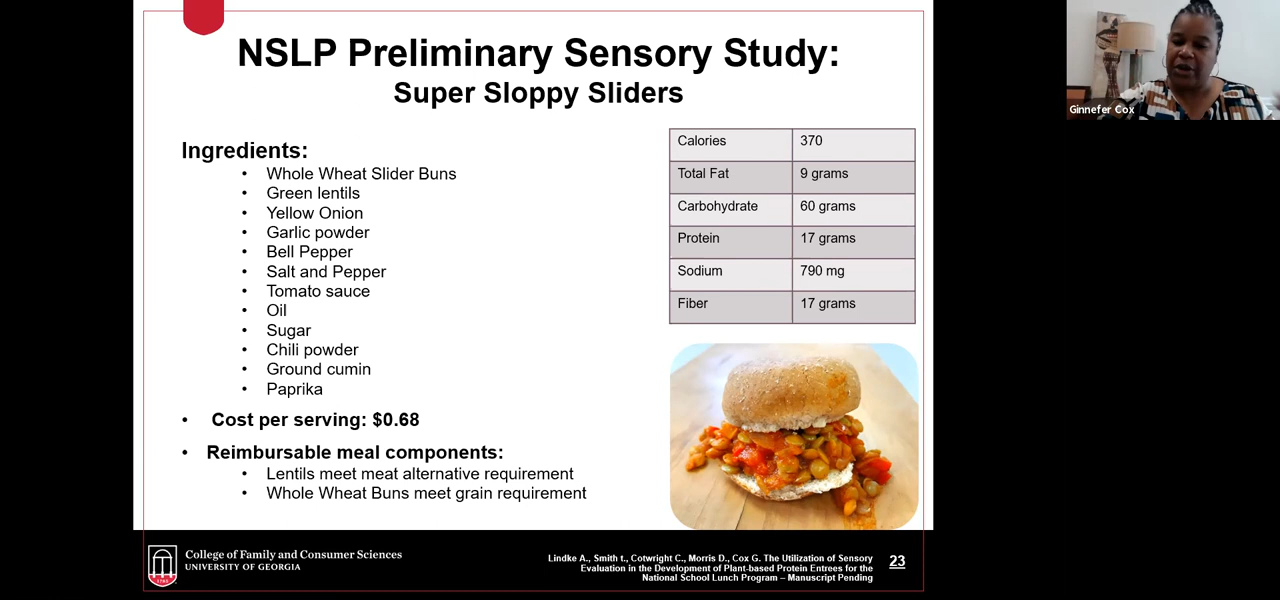 NSLP Preliminary Sensory Study:
Super Sloppy Sliders
Ingredients:
• Whole Wheat Slider Buns
• Green lentils
• Yellow Onion
• Garlic powder
• Bell Pepper
• Salt and Pepper
• Tomato sauce
• Oil
• Sugar
• Chili powder
• Ground cumin
• Paprika
• Cost per serving: $0.68
• Reimbursable meal components:
• Lentils meet meat alternative requirement
• Whole Wheat Buns meet grain requirement
Calories 370
Total Fat 9 grams
Carbohydrate 60 grams
Protein 17 grams
Sodium 790 mg
Fiber 17 grams
College of Family and Consumer Sciences
UNIVERSITY OF GEORGIA
1785
Lindke A., Smith t., Cotwright C., Morris D., Cox G. The Utilization of Sensory
Evaluation in the Development of Plant-based Protein Entrees for the
National School Lunch Program – Manuscript Pending
23
Ginnefer Cox